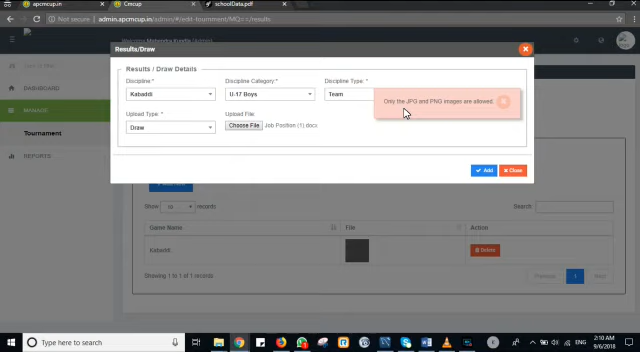 apcmcup.in
Cmcup
schoolData.pdf
Not secure | admin.apcmcup.in/admin/#/edit-tournment/MQ==/results
Welcome
Results/Draw
Results / Draw Details
Discipline *
Discipline Category *
Discipline Type: *
Kabaddi
U-17 Boys
Team
Only the JPG and PNG images are allowed.
Upload Type: *
Upload File:
Draw
Choose File Job Position (1).docx
Add
Close
DASHBOARD
MANAGE
Tournament
REPORTS
Show 10 records
Search:
Game Name
File
Action
Kabaddi
Delete
Showing 1 to 1 of 1 records
Previous
1
Next
Type here to search
ENG
2:10 AM
9/6/2018